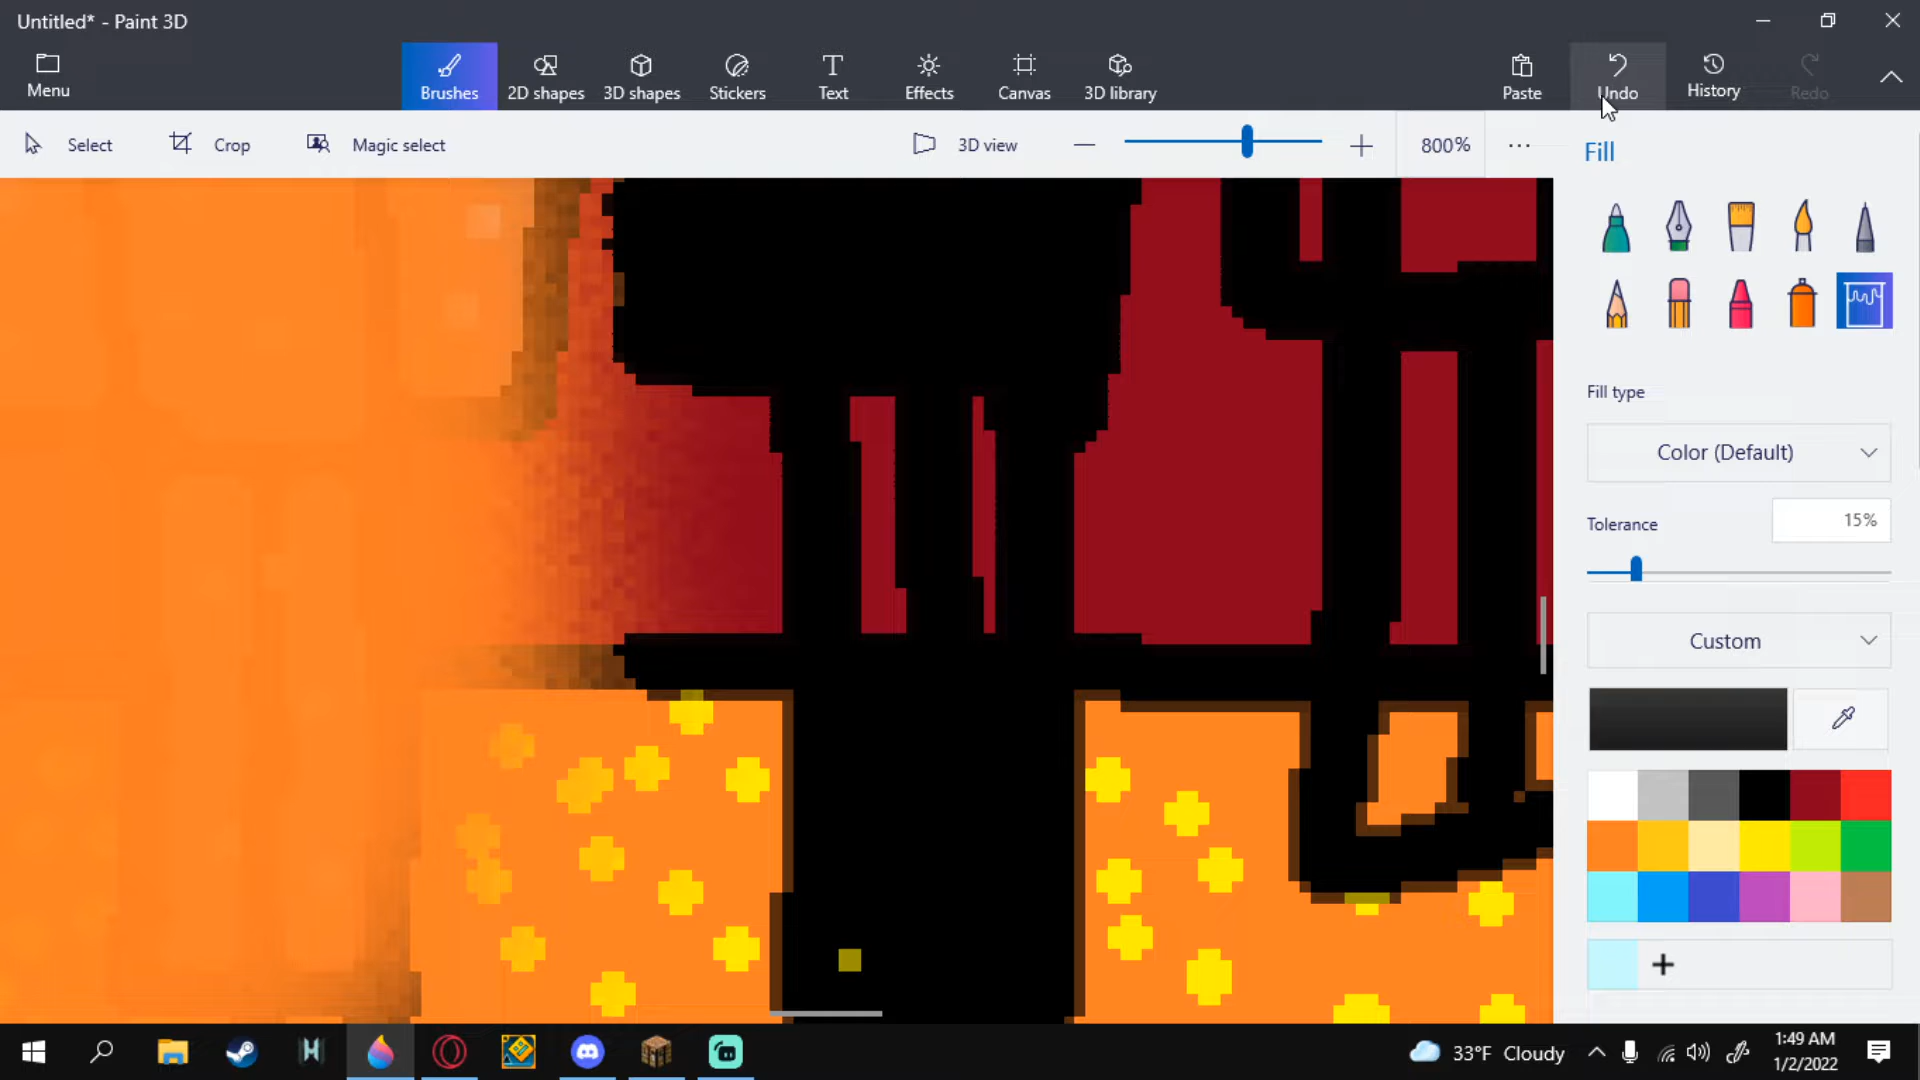 Untitled* - Paint 3D
Menu
Brushes
2D shapes
3D shapes
Stickers
Text
Effects
Canvas
3D library
Paste
Undo
History
Redo
Select
Crop
Magic select
3D view
800%
Fill
Fill type
Color (Default)
Tolerance
15%
Custom
33°F Cloudy
1:49 AM
1/2/2022